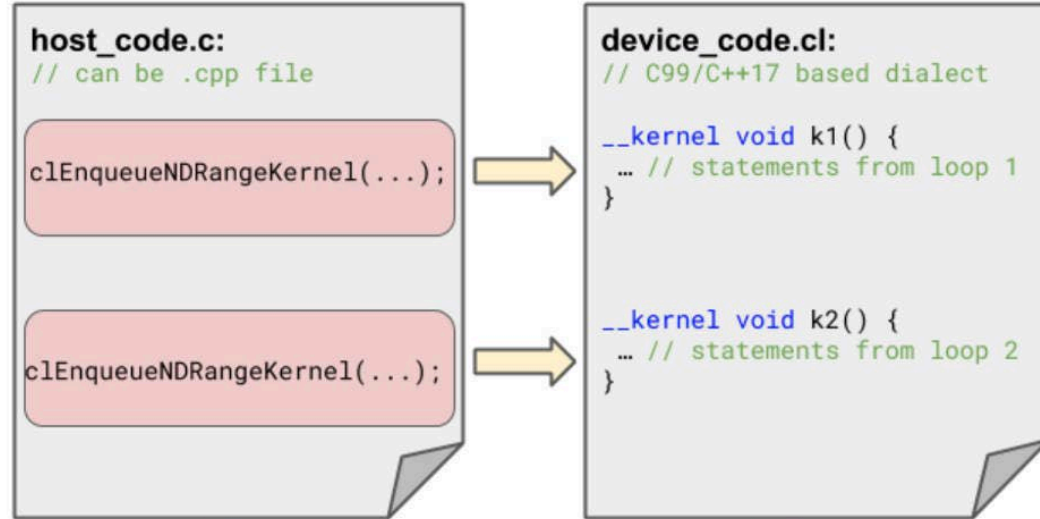 host_code.c:
// can be .cpp file
clEnqueueNDRangeKernel(...);
clEnqueueNDRangeKernel(...);
device_code.cl:
// C99/C++17 based dialect
__kernel void k1() {
… // statements from loop 1
}
__kernel void k2() {
… // statements from loop 2
}